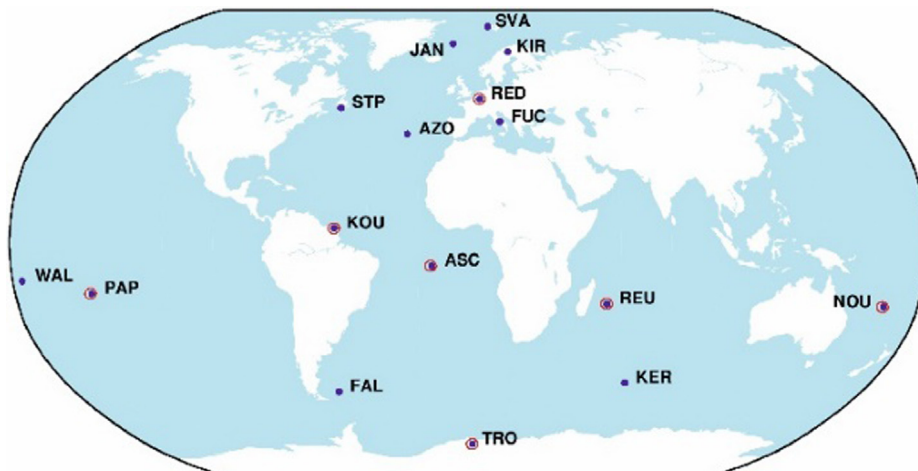 SVA
JAN
KIR
RED
STP
FUC
AZO
KOU
ASC
WAL
PAP
REU
NOU
KER
FAL
TRO